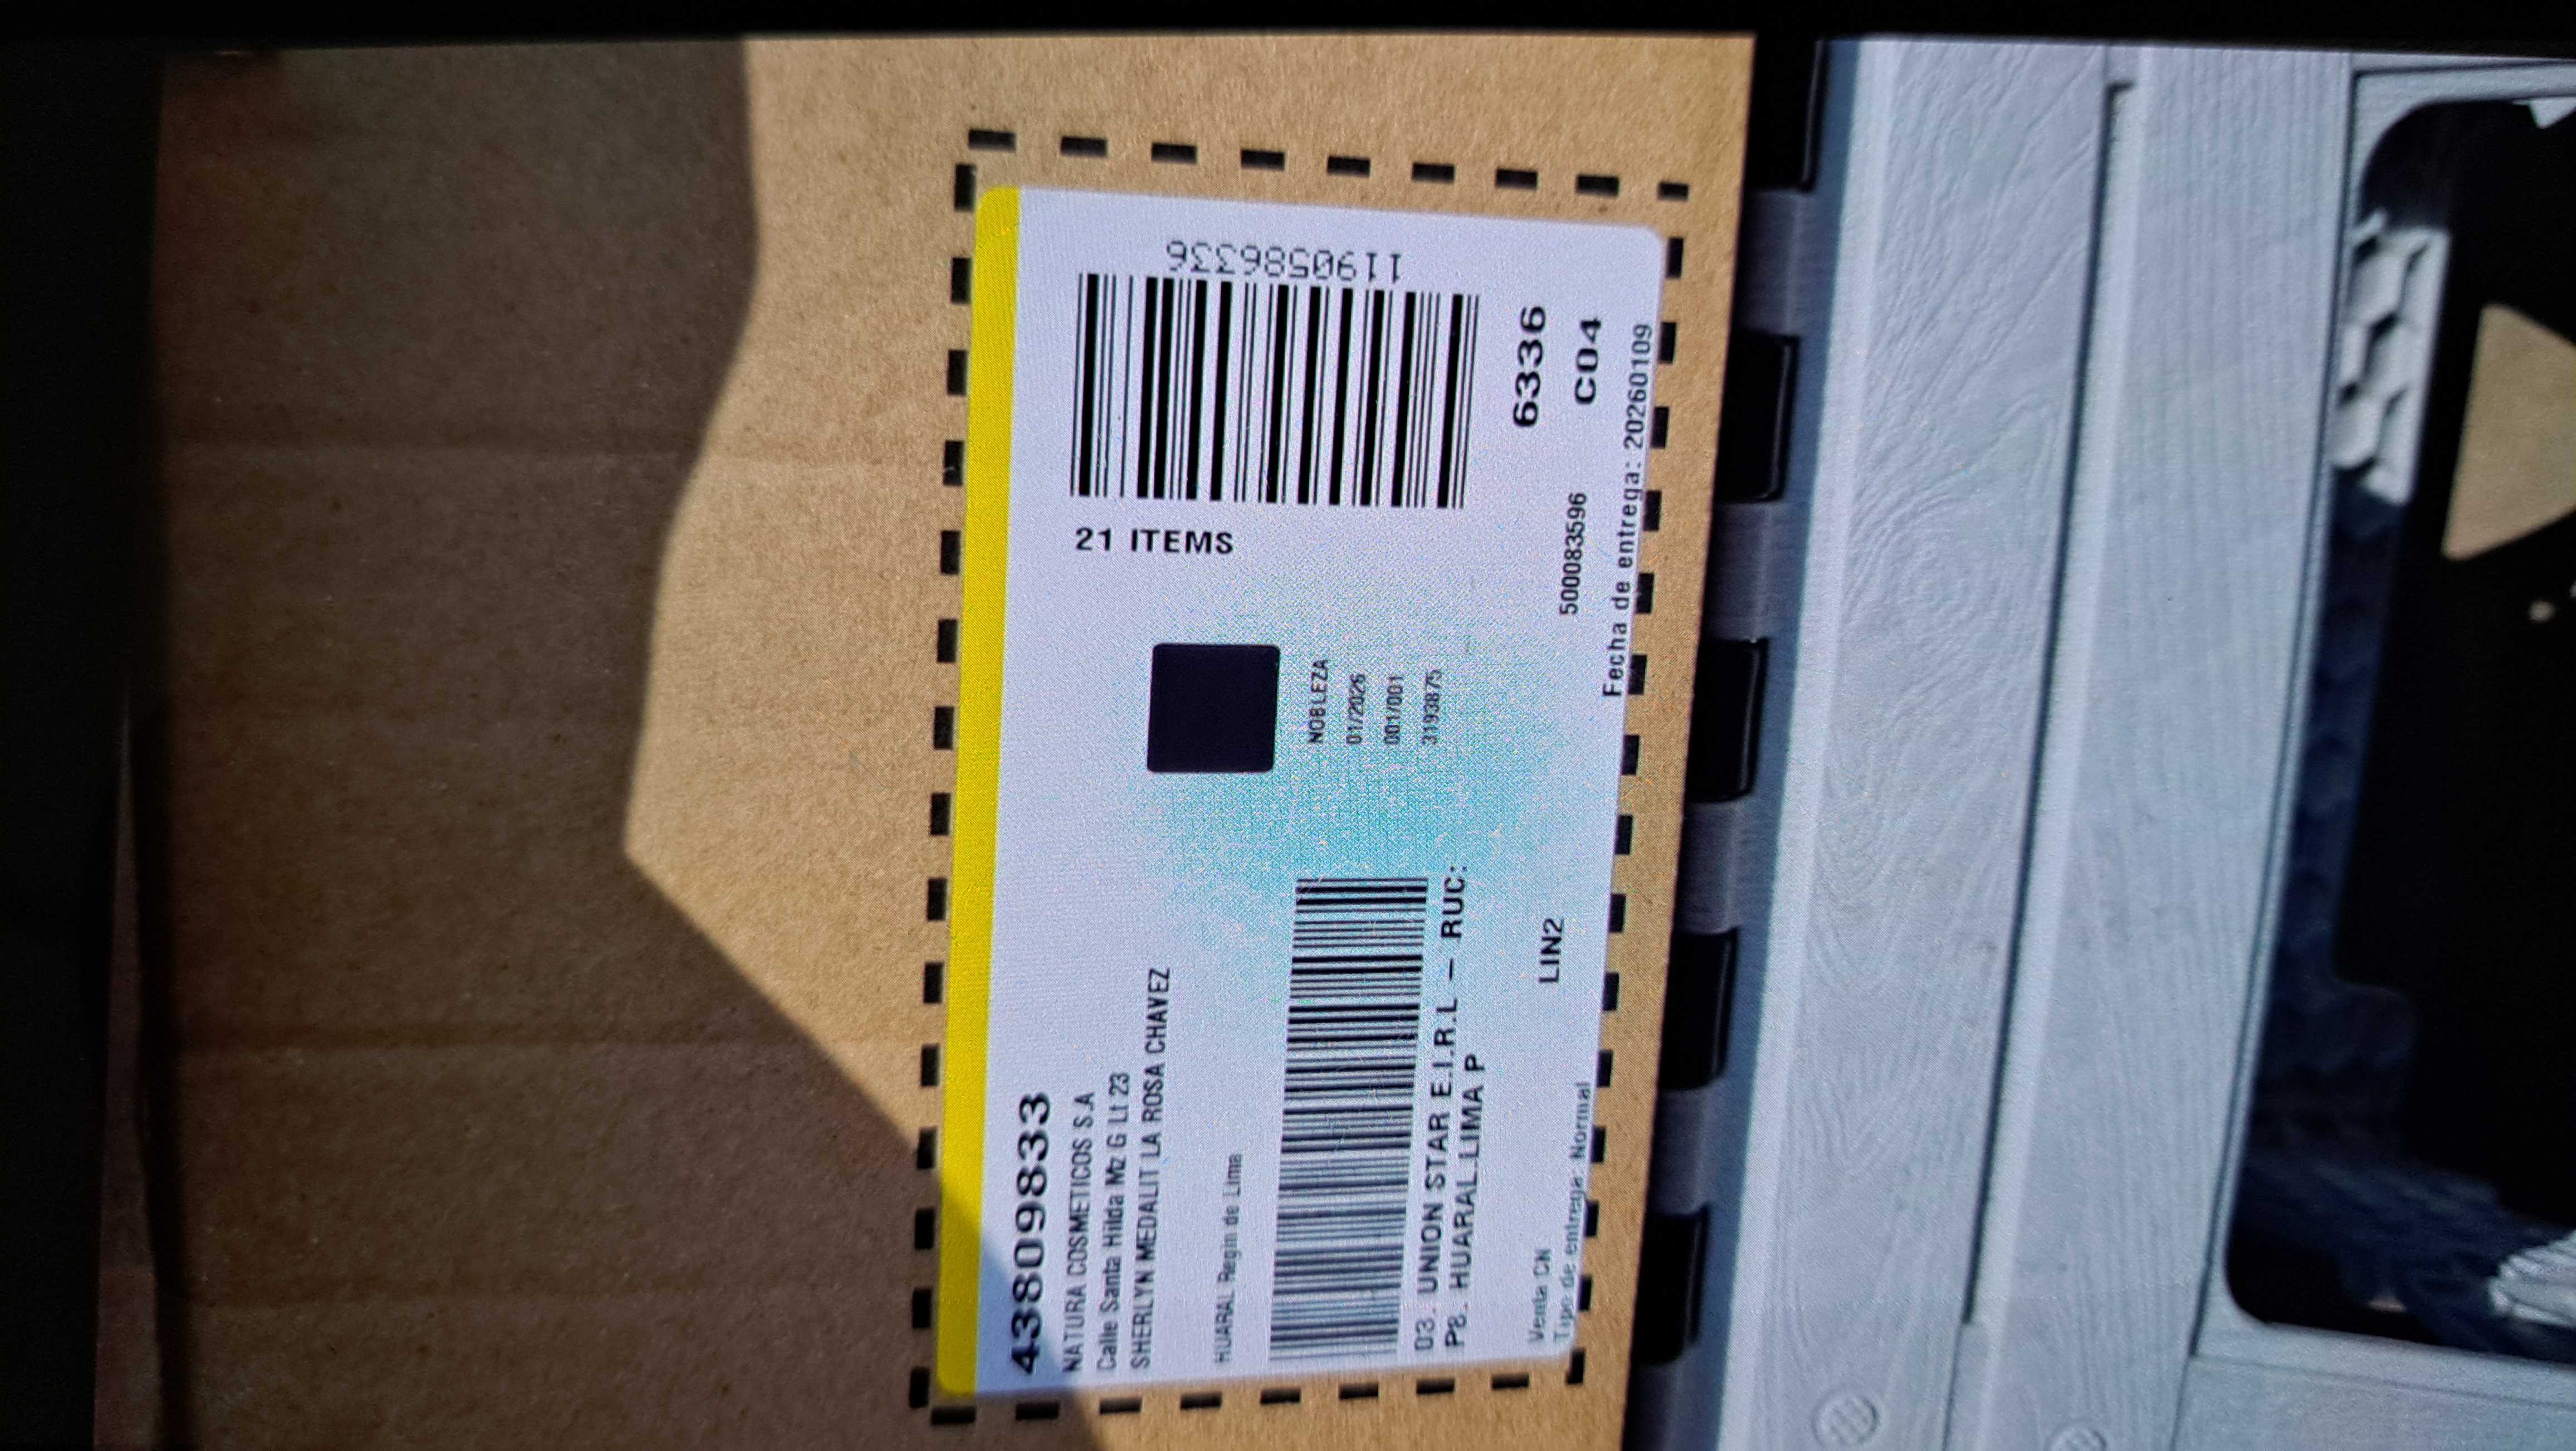 43809833
NATURA COSMETICOS S.A
Calle Santa Hilda Mz G Lt 23
SHERLYN MEDALIT LA ROSA CHAVEZ
HUARAL Regin de Lima
21 ITEMS
1190586336
NOBLEZA
01/2026
001/001
3193875
03. UNION STAR E.I.R.L – RUC:
P8. HUARAL.LIMA P
6336
LIN2
5000083596
C04
Venta CN
Tipo de entrega: Normal
Fecha de entrega: 20260109